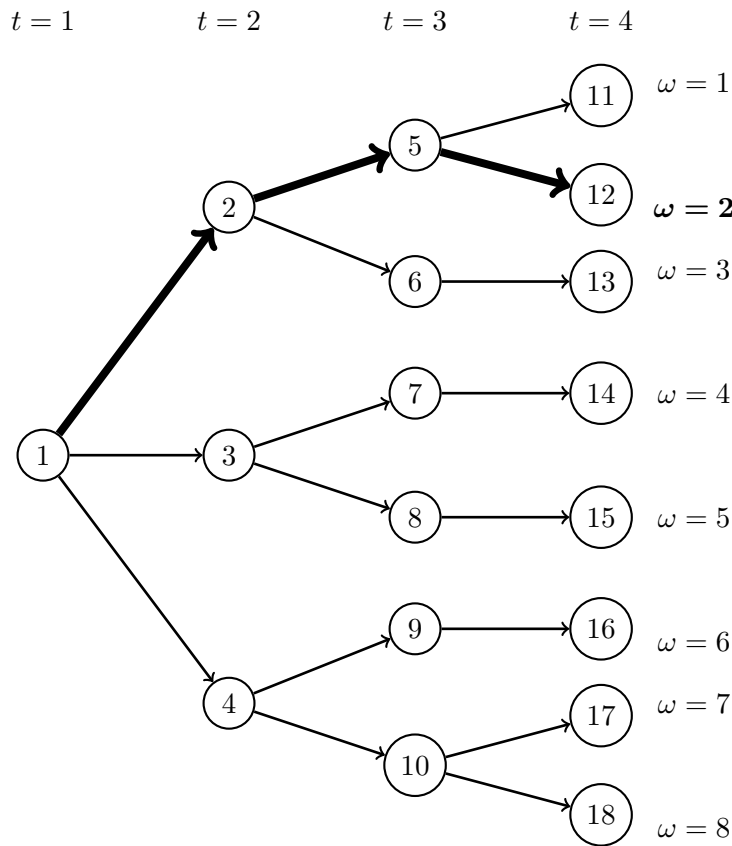 t = 1 t = 2 t = 3 t = 4
11 ω = 1
5
12 ω = 2
2
6 13 ω = 3
7 14 ω = 4
1 3
8 15 ω = 5
9 16 ω = 6
4 17 ω = 7
10
18 ω = 8